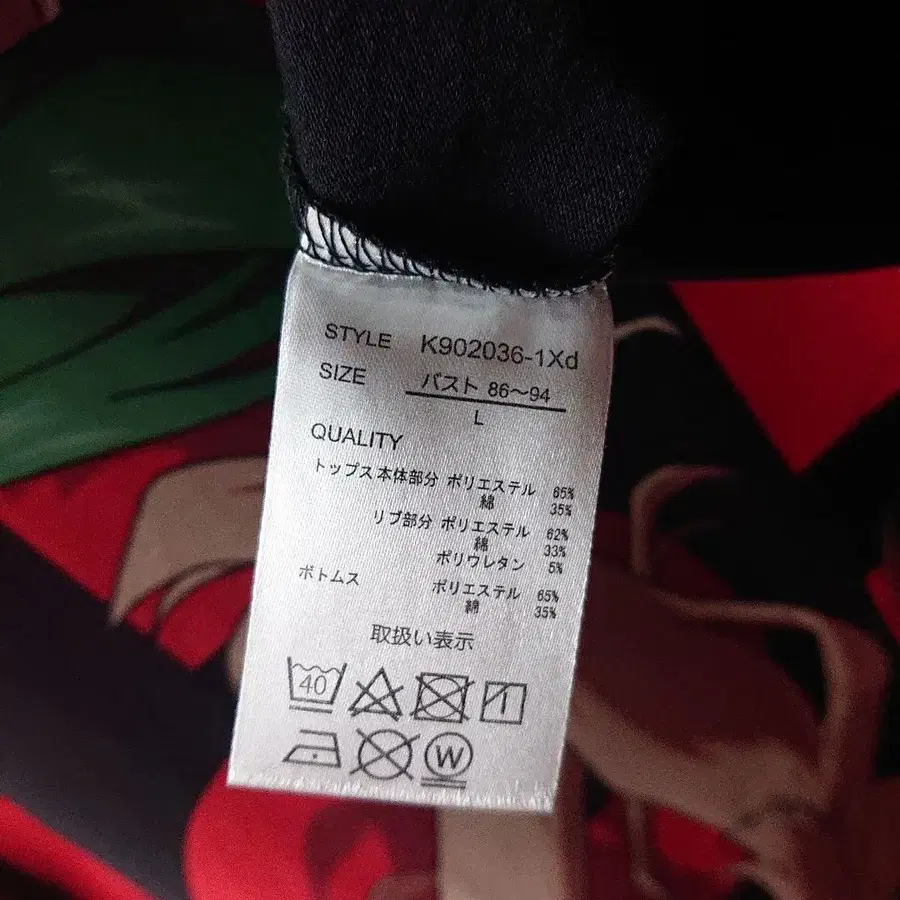 STYLE K902036-1Xd
SIZE バスト 86〜94
L
QUALITY
トップス 本体部分 ポリエステル 65%
綿 35%
リブ部分 ポリエステル 62%
綿 33%
ポリウレタン 5%
ボトムス ポリエステル 65%
綿 35%
取扱い表示
40
W